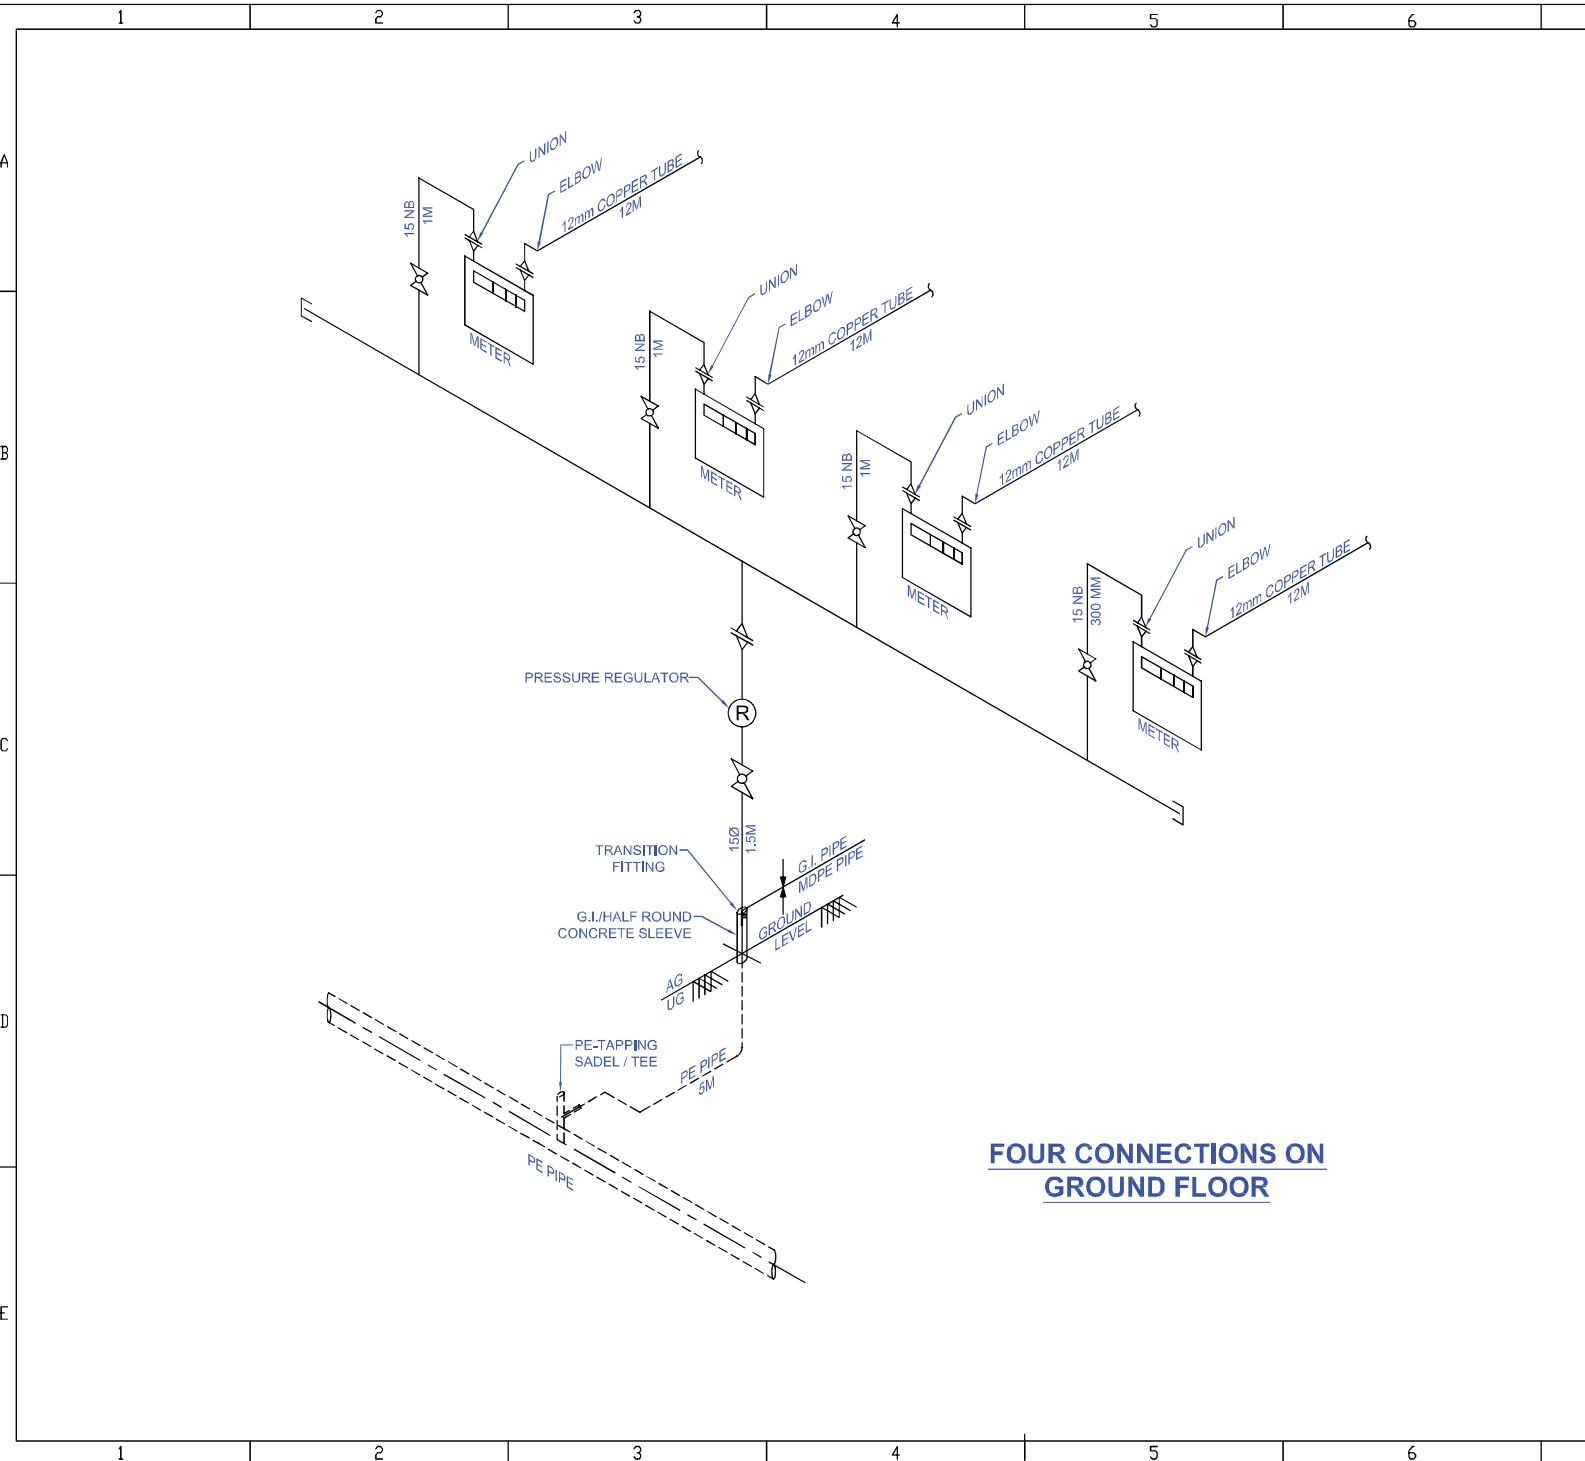 1 2 3 4 5 6
A
B
C
D
E
UNION
ELBOW
12mm COPPER TUBE
12M
15 NB
1M
METER
UNION
ELBOW
12mm COPPER TUBE
12M
15 NB
1M
METER
UNION
ELBOW
12mm COPPER TUBE
12M
15 NB
1M
METER
UNION
ELBOW
12mm COPPER TUBE
12M
15 NB
300 MM
METER
PRESSURE REGULATOR
R
15Ø
1.5M
TRANSITION
FITTING
G.I. PIPE
MDPE PIPE
G.I./HALF ROUND
CONCRETE SLEEVE
GROUND
LEVEL
AG
UG
PE-TAPPING
SADEL / TEE
PE PIPE
5M
PE PIPE
FOUR CONNECTIONS ON
GROUND FLOOR
1 2 3 4 5 6